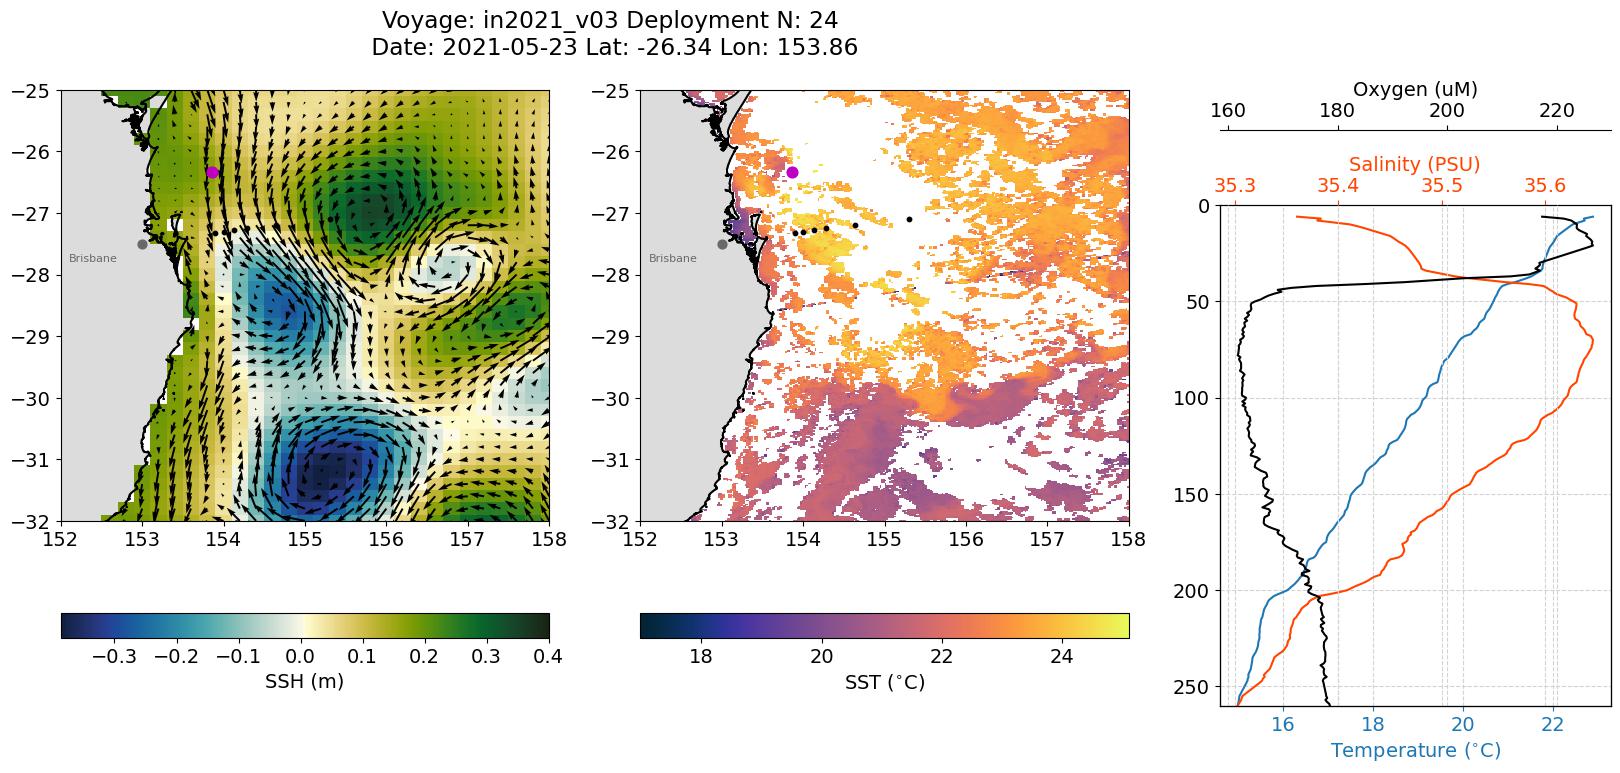 Voyage: in2021_v03 Deployment N: 24
Date: 2021-05-23 Lat: -26.34 Lon: 153.86
−25
−26
−27
−28
−29
−30
−31
−32
152 153 154 155 156 157 158
Brisbane
−0.3 −0.2 −0.1 0.0 0.1 0.2 0.3 0.4
SSH (m)
−25
−26
−27
−28
−29
−30
−31
−32
152 153 154 155 156 157 158
Brisbane
18 20 22 24
SST (°C)
Oxygen (uM)
160 180 200 220
Salinity (PSU)
35.3 35.4 35.5 35.6
0
50
100
150
200
250
16 18 20 22
Temperature (°C)